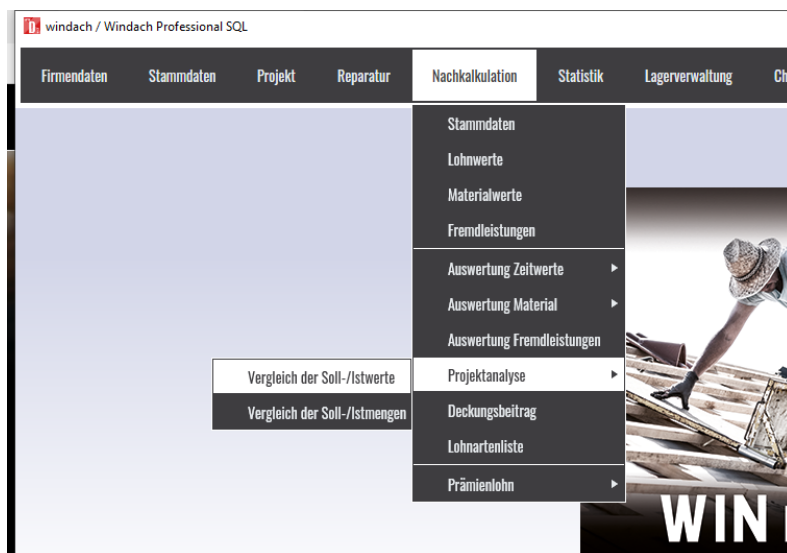 windach / Windach Professional SQL
Firmendaten Stammdaten Projekt Reparatur Nachkalkulation Statistik Lagerverwaltung Ch
Stammdaten
Lohnwerte
Materialwerte
Fremdleistungen
Auswertung Zeitwerte
Auswertung Material
Auswertung Fremdleistungen
Projektanalyse
Vergleich der Soll-/Istwerte
Vergleich der Soll-/Istmengen
Deckungsbeitrag
Lohnartenliste
Prämienlohn
WIN